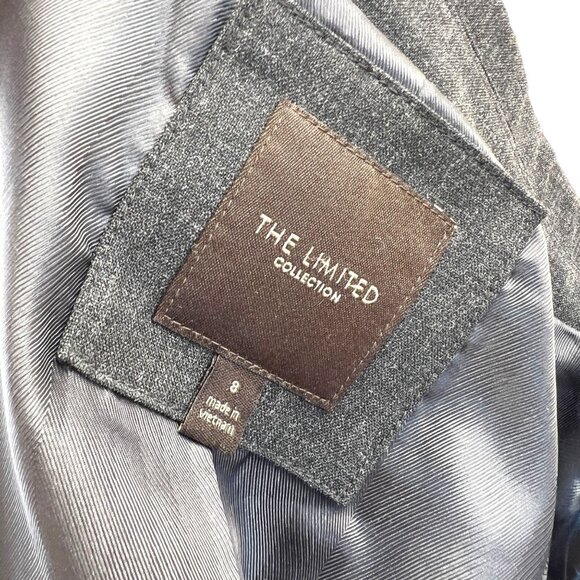 THE LIMITED
COLLECTION
8
made in
vietnam